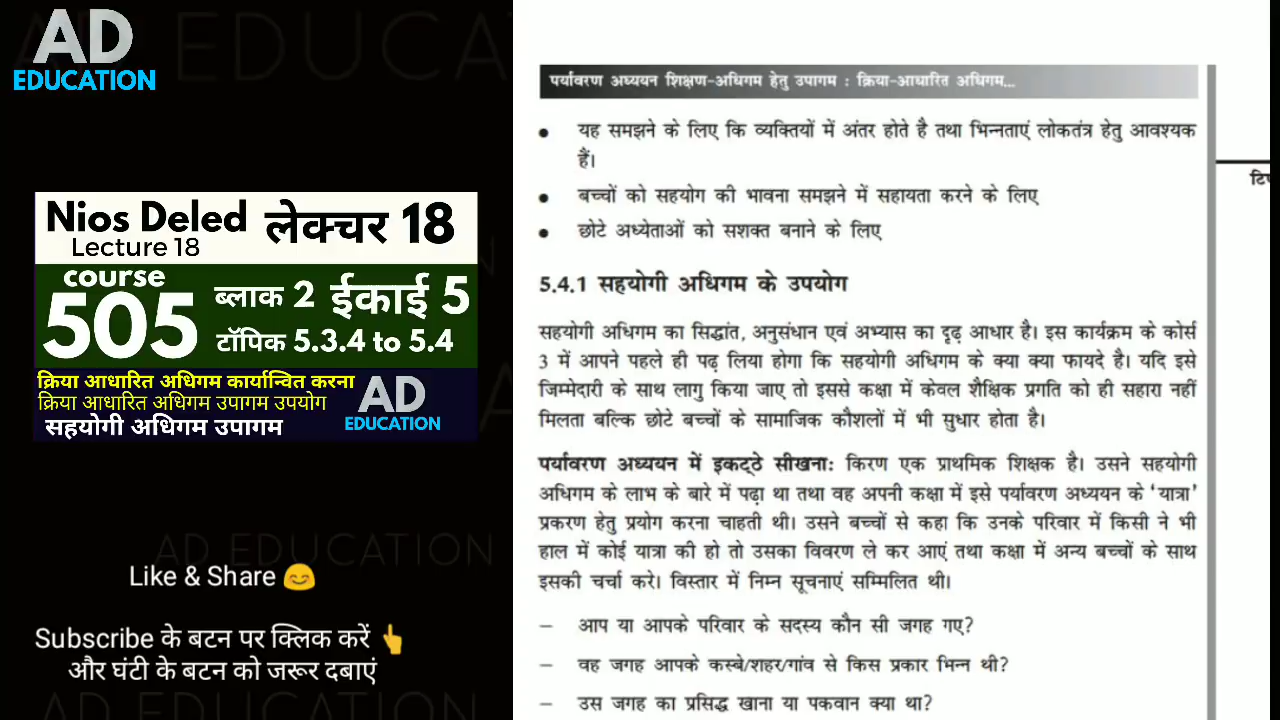 AD
EDUCATION
Nios Deled लेक्चर 18
Lecture 18
course
505
ब्लाक 2 ईकाई 5
टॉपिक 5.3.4 to 5.4
क्रिया आधारित अधिगम कार्यान्वित करना
क्रिया आधारित अधिगम उपागम उपयोग
सहयोगी अधिगम उपागम
AD
EDUCATION
AD EDUCATION
Like & Share 😊
Subscribe के बटन पर क्लिक करें 👆
और घंटी के बटन को जरूर दबाएं
पर्यावरण अध्ययन शिक्षण-अधिगम हेतु उपागम : क्रिया-आधारित अधिगम...
• यह समझने के लिए कि व्यक्तियों में अंतर होते है तथा भिन्नताएं लोकतंत्र हेतु आवश्यक
हैं।
• बच्चों को सहयोग की भावना समझने में सहायता करने के लिए
• छोटे अध्येताओं को सशक्त बनाने के लिए
5.4.1 सहयोगी अधिगम के उपयोग
सहयोगी अधिगम का सिद्धांत, अनुसंधान एवं अभ्यास का दृढ़ आधार है। इस कार्यक्रम के कोर्स
3 में आपने पहले ही पढ़ लिया होगा कि सहयोगी अधिगम के क्या क्या फायदे है। यदि इसे
जिम्मेदारी के साथ लागु किया जाए तो इससे कक्षा में केवल शैक्षिक प्रगति को ही सहारा नहीं
मिलता बल्कि छोटे बच्चों के सामाजिक कौशलों में भी सुधार होता है।
पर्यावरण अध्ययन में इकट्ठे सीखना: किरण एक प्राथमिक शिक्षक है। उसने सहयोगी
अधिगम के लाभ के बारे में पढ़ा था तथा वह अपनी कक्षा में इसे पर्यावरण अध्ययन के ‘यात्रा’
प्रकरण हेतु प्रयोग करना चाहती थी। उसने बच्चों से कहा कि उनके परिवार में किसी ने भी
हाल में कोई यात्रा की हो तो उसका विवरण ले कर आएं तथा कक्षा में अन्य बच्चों के साथ
इसकी चर्चा करे। विस्तार में निम्न सूचनाएं सम्मिलित थी।
– आप या आपके परिवार के सदस्य कौन सी जगह गए?
– वह जगह आपके कस्बे/शहर/गांव से किस प्रकार भिन्न थी?
– उस जगह का प्रसिद्ध खाना या पकवान क्या था?